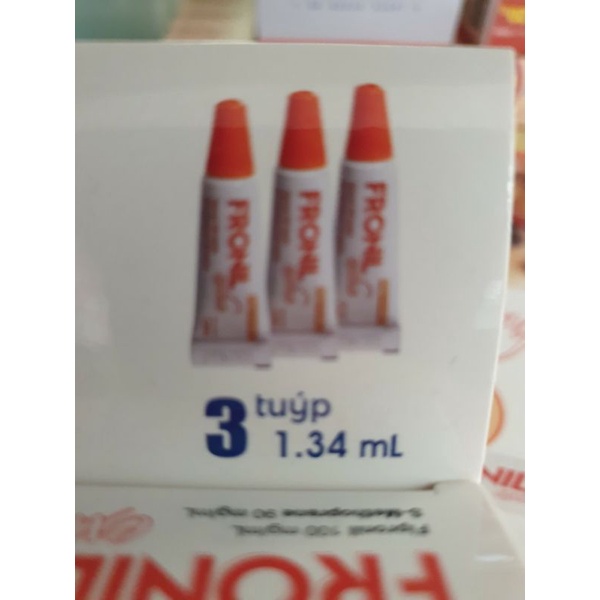 FRONIL
FRONIL
FRONIL
3 tuýp
1.34 mL
Fipronil 100 mg/mL
S-Methoprene 90 mg/mL
FRONIL